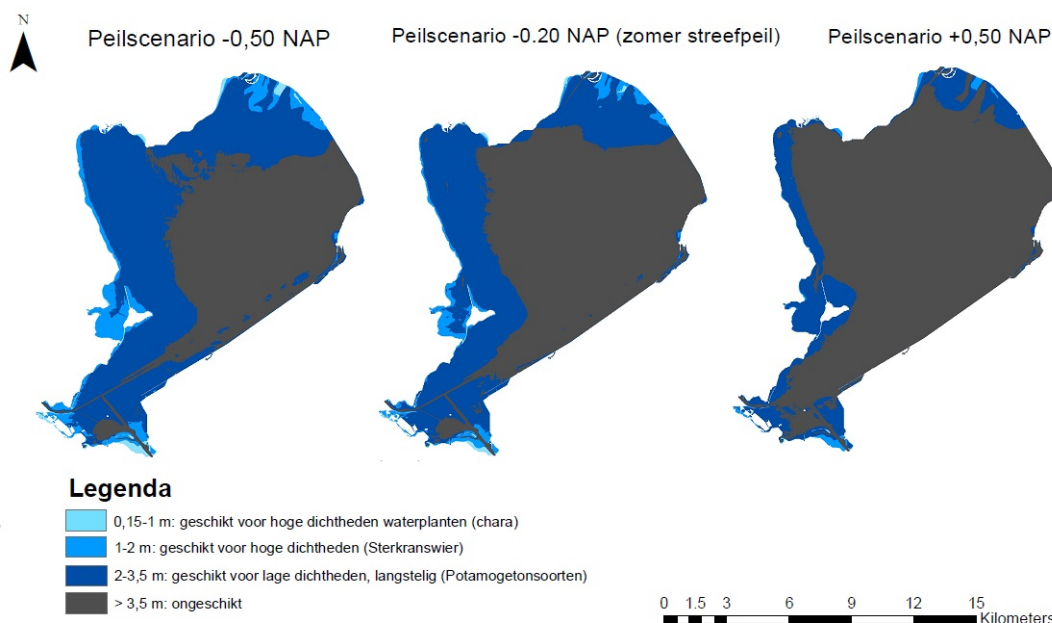 N
Peilscenario -0,50 NAP
Peilscenario -0.20 NAP (zomer streefpeil)
Peilscenario +0,50 NAP
Legenda
0,15-1 m: geschikt voor hoge dichtheden waterplanten (chara)
1-2 m: geschikt voor hoge dichtheden (Sterkranswier)
2-3,5 m: geschikt voor lage dichtheden, langstelig (Potamogetonsoorten)
> 3,5 m: ongeschikt
0 1.5 3 6 9 12 15
Kilometers